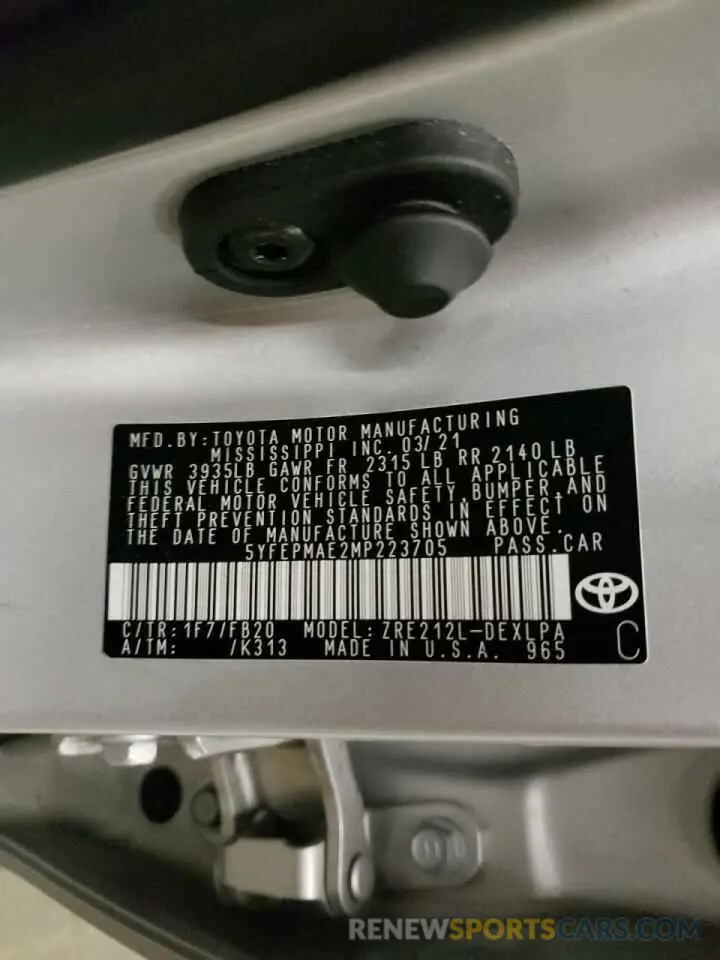 MFD.BY:TOYOTA MOTOR MANUFACTURING
MISSISSIPPI INC. 03/21
GVWR 3935LB GAWR FR 2315 LB RR 2140 LB
THIS VEHICLE CONFORMS TO ALL APPLICABLE
FEDERAL MOTOR VEHICLE SAFETY,BUMPER,AND
THEFT PREVENTION STANDARDS IN EFFECT ON
THE DATE OF MANUFACTURE SHOWN ABOVE.
5YFEPMAE2MP223705 PASS.CAR
C/TR:1F7/FB20 MODEL:ZRE212L-DEXLPA
A/TM: /K313 MADE IN U.S.A. 965 C
RENEWSPORTSCARS.COM